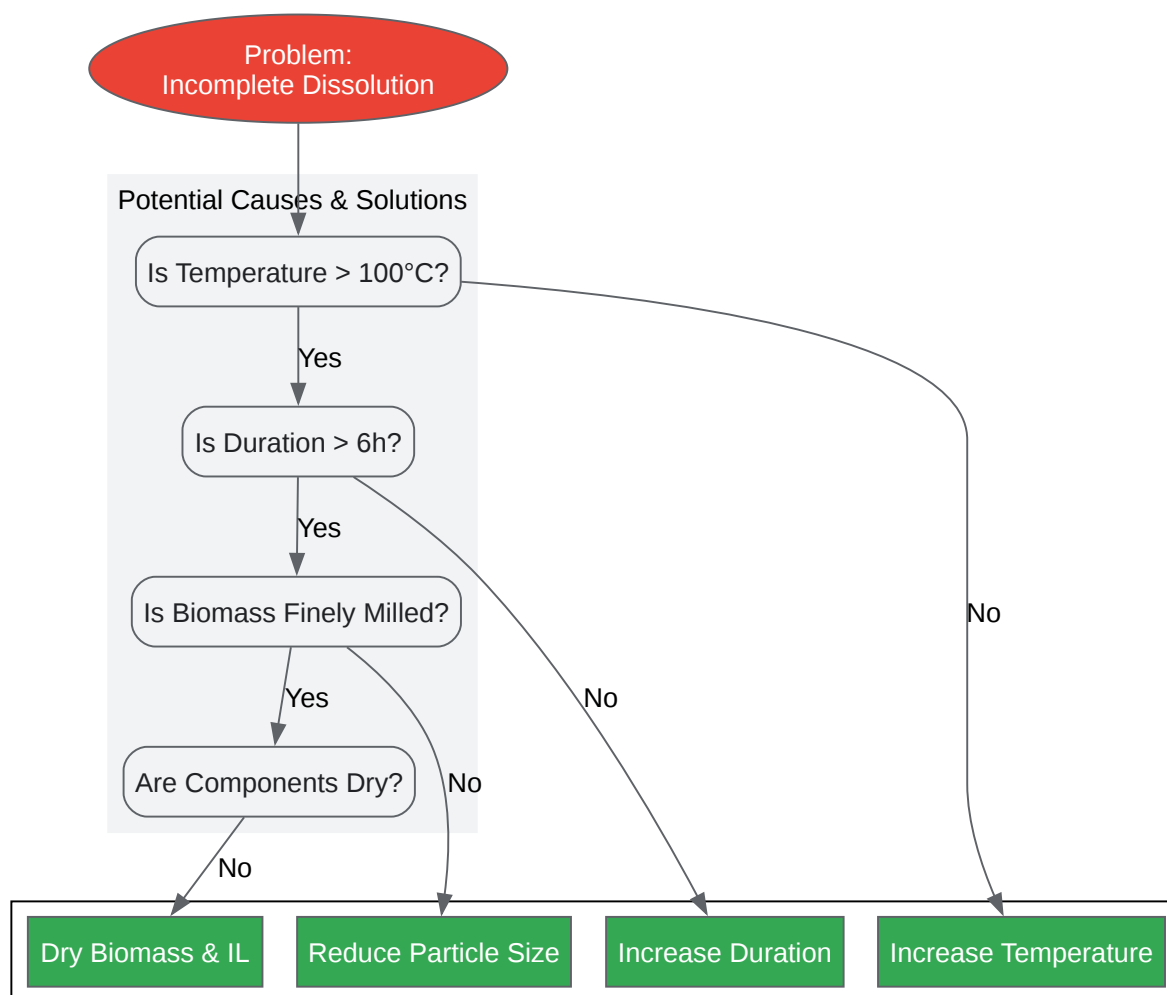 Problem:
Incomplete Dissolution
Potential Causes & Solutions
Is Temperature > 100°C?
Yes
Is Duration > 6h?
Yes
Is Biomass Finely Milled?
No
Yes
No
Are Components Dry?
No
No
Dry Biomass & IL
Reduce Particle Size
Increase Duration
Increase Temperature